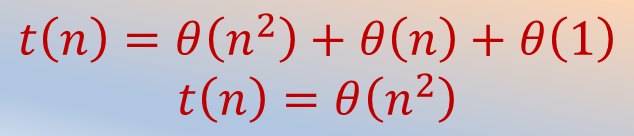 t(n) = θ(n²) + θ(n) + θ(1)
t(n) = θ(n²)